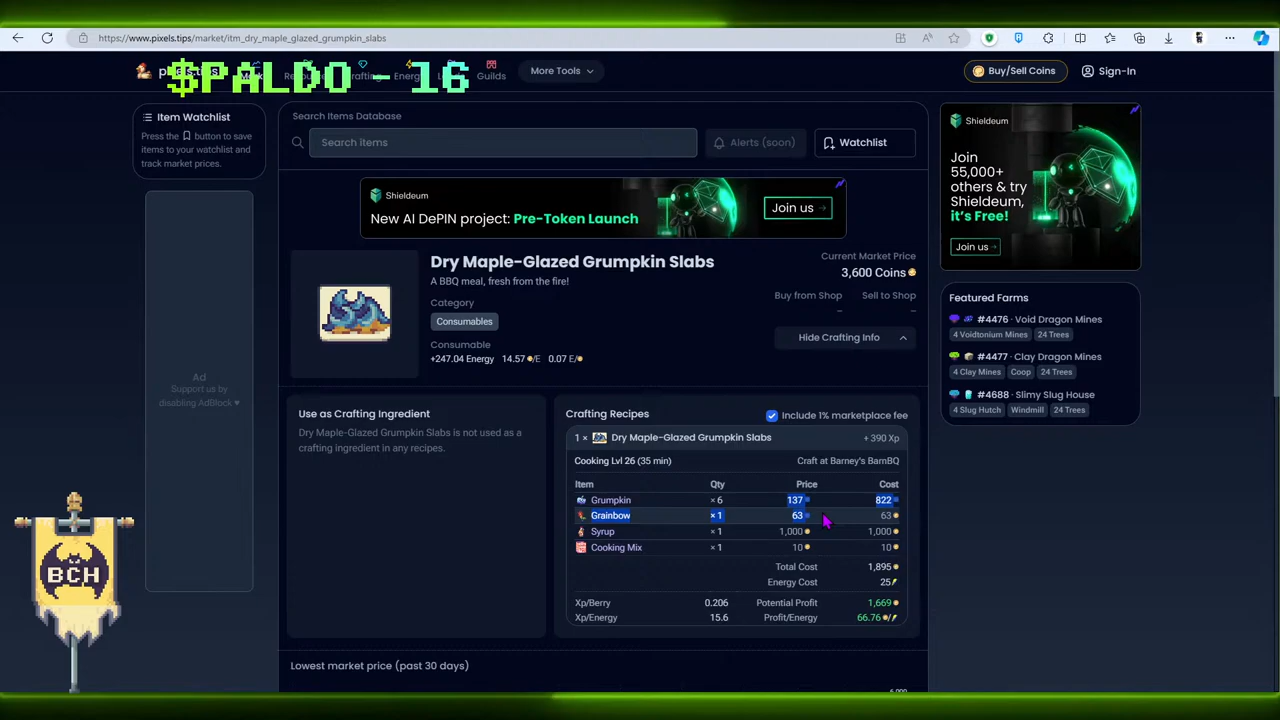 https://www.pixels.tips/market/itm_dry_maple_glazed_grumpkin_slabs
$PALDO - 16
Energy
Guilds
More Tools
Buy/Sell Coins
Sign-In
Item Watchlist
Press the button to save
items to your watchlist and
track market prices.
Ad
Support us by
disabling AdBlock ♥
Search Items Database
Search items
Alerts (soon)
Watchlist
Shieldeum
New AI DePIN project: Pre-Token Launch
Join us
Dry Maple-Glazed Grumpkin Slabs
A BBQ meal, fresh from the fire!
Category
Consumables
Consumable
+247.04 Energy 14.57 /E 0.07 E/
Current Market Price
3,600 Coins
Buy from Shop Sell to Shop
– –
Hide Crafting Info
Use as Crafting Ingredient
Dry Maple-Glazed Grumpkin Slabs is not used as a
crafting ingredient in any recipes.
Crafting Recipes
Include 1% marketplace fee
1 × Dry Maple-Glazed Grumpkin Slabs + 390 Xp
Cooking Lvl 26 (35 min) Craft at Barney's BarnBQ
Item Qty Price Cost
Grumpkin × 6 137 822
Grainbow × 1 63 63
Syrup × 1 1,000 1,000
Cooking Mix × 1 10 10
Total Cost 1,895
Energy Cost 25
Xp/Berry 0.206 Potential Profit 1,669
Xp/Energy 15.6 Profit/Energy 66.76 /
Lowest market price (past 30 days)
Shieldeum
Join
55,000+
others & try
Shieldeum,
it's Free!
Join us
Featured Farms
#4476 · Void Dragon Mines
4 Voidtonium Mines 24 Trees
#4477 · Clay Dragon Mines
4 Clay Mines Coop 24 Trees
#4688 · Slimy Slug House
4 Slug Hutch Windmill 24 Trees
BCH